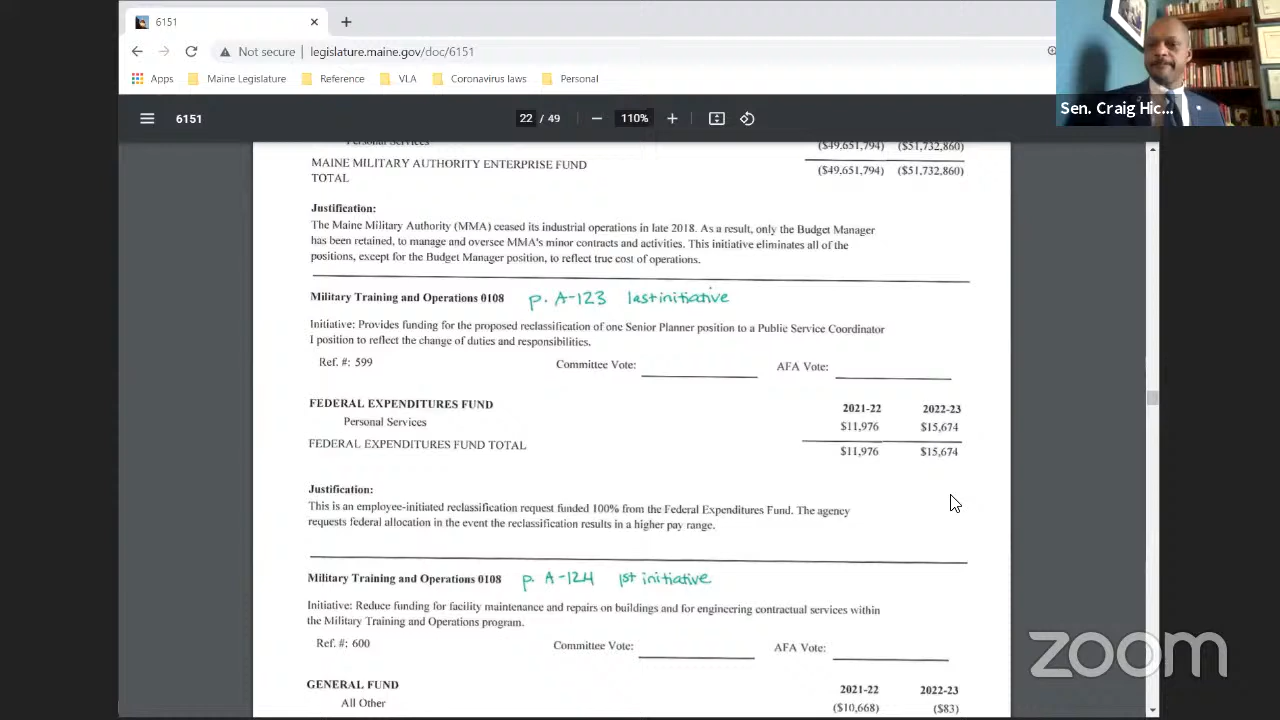 6151
Not secure | legislature.maine.gov/doc/6151
Apps Maine Legislature Reference VLA Coronavirus laws Personal
Sen. Craig Hic...
6151 22 / 49 110%
Personal Services ($49,651,794) ($51,732,860)
MAINE MILITARY AUTHORITY ENTERPRISE FUND
TOTAL ($49,651,794) ($51,732,860)
Justification:
The Maine Military Authority (MMA) ceased its industrial operations in late 2018. As a result, only the Budget Manager
has been retained, to manage and oversee MMA's minor contracts and activities. This initiative eliminates all of the
positions, except for the Budget Manager position, to reflect true cost of operations.
Military Training and Operations 0108 p. A-123 last initiative
Initiative: Provides funding for the proposed reclassification of one Senior Planner position to a Public Service Coordinator
I position to reflect the change of duties and responsibilities.
Ref. #: 599 Committee Vote: AFA Vote:
FEDERAL EXPENDITURES FUND 2021-22 2022-23
Personal Services $11,976 $15,674
FEDERAL EXPENDITURES FUND TOTAL $11,976 $15,674
Justification:
This is an employee-initiated reclassification request funded 100% from the Federal Expenditures Fund. The agency
requests federal allocation in the event the reclassification results in a higher pay range.
Military Training and Operations 0108 p. A-124 1st initiative
Initiative: Reduce funding for facility maintenance and repairs on buildings and for engineering contractual services within
the Military Training and Operations program.
Ref. #: 600 Committee Vote: AFA Vote:
zoom
GENERAL FUND 2021-22 2022-23
All Other ($10,668) ($83)